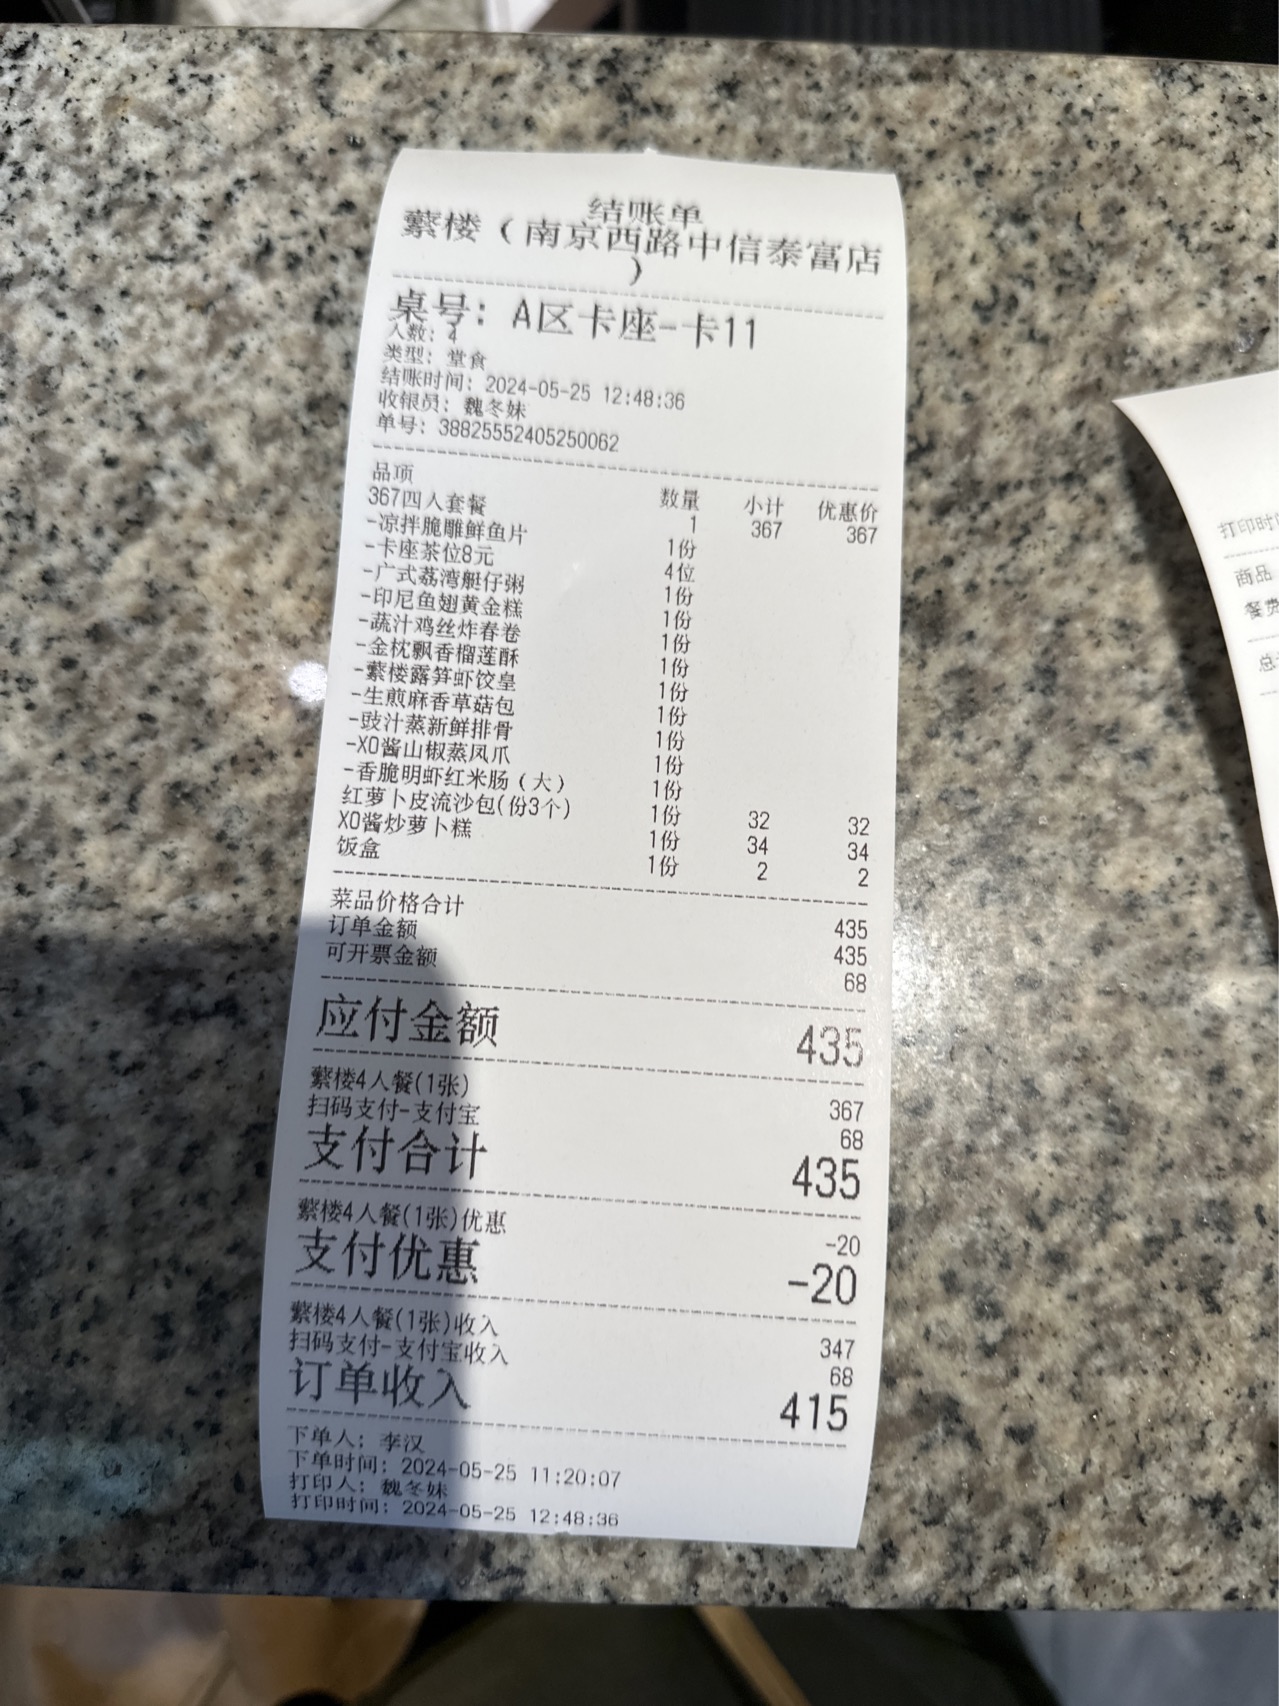 结账单
蘩楼（南京西路中信泰富店
）
桌号：A区卡座-卡11
人数：4
类型：堂食
结账时间：2024-05-25 12:48:36
收银员：魏冬妹
单号：38825552405250062
品项 数量 小计 优惠价
367四人套餐 1 367 367
-凉拌脆雕鲜鱼片 1份
-卡座茶位8元 4位
-广式荔湾艇仔粥 1份
-印尼鱼翅黄金糕 1份
-蔬汁鸡丝炸春卷 1份
-金枕飘香榴莲酥 1份
-蘩楼露笋虾饺皇 1份
-生煎麻香草菇包 1份
-豉汁蒸新鲜排骨 1份
-XO酱山椒蒸凤爪 1份
-香脆明虾红米肠（大） 1份
红萝卜皮流沙包(份3个) 1份 32 32
XO酱炒萝卜糕 1份 34 34
饭盒 1份 2 2
菜品价格合计 435
订单金额 435
可开票金额 68
应付金额 435
蘩楼4人餐(1张) 367
扫码支付-支付宝 68
支付合计 435
蘩楼4人餐(1张)优惠 -20
支付优惠 -20
蘩楼4人餐(1张)收入 347
扫码支付-支付宝收入 68
订单收入 415
下单人：李汉
下单时间：2024-05-25 11:20:07
打印人：魏冬妹
打印时间：2024-05-25 12:48:36
打印时
商品
餐费
总